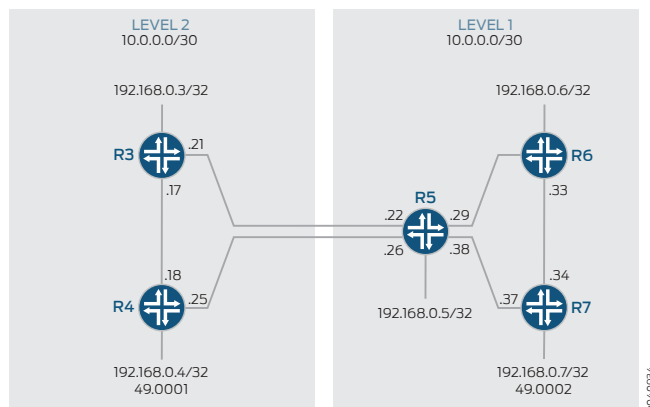 LEVEL 2
10.0.0.0/30
192.168.0.3/32
R3
.21
.17
.18
R4
.25
192.168.0.4/32
49.0001
LEVEL 1
10.0.0.0/30
192.168.0.6/32
R6
R5
.22
.29
.33
.26
.38
.34
.37
R7
192.168.0.5/32
192.168.0.7/32
49.0002